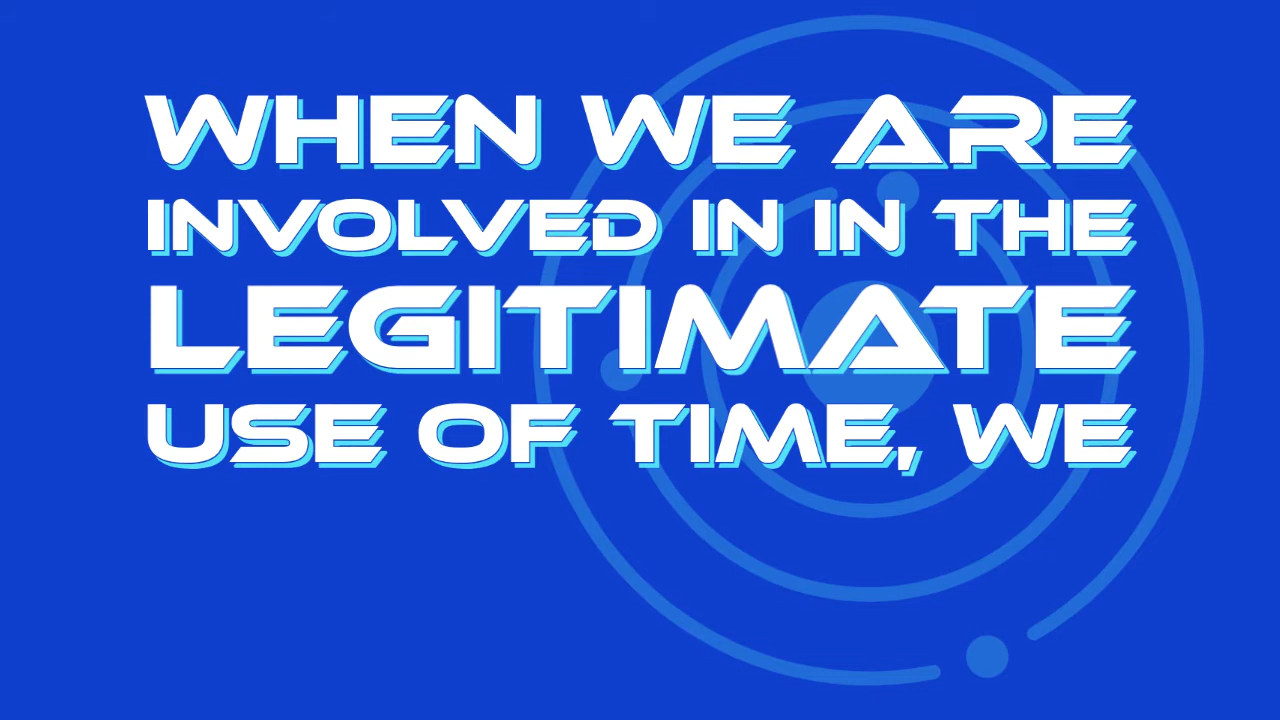 WHEN WE ARE
INVOLVED IN IN THE
LEGITIMATE
USE OF TIME, WE